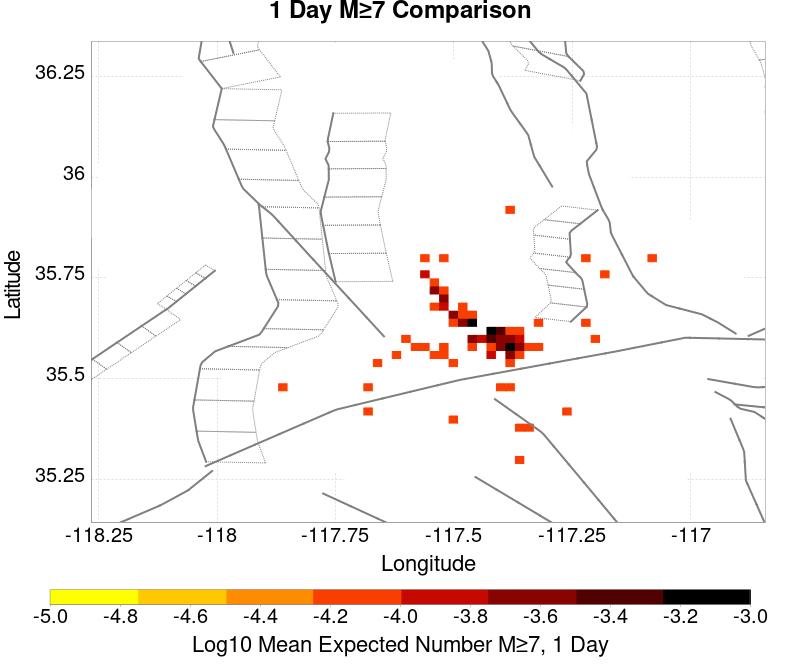 1 Day M≥7 Comparison
36.25
36
35.75
35.5
35.25
Latitude
-118.25 -118 -117.75 -117.5 -117.25 -117
Longitude
-5.0 -4.8 -4.6 -4.4 -4.2 -4.0 -3.8 -3.6 -3.4 -3.2 -3.0
Log10 Mean Expected Number M≥7, 1 Day